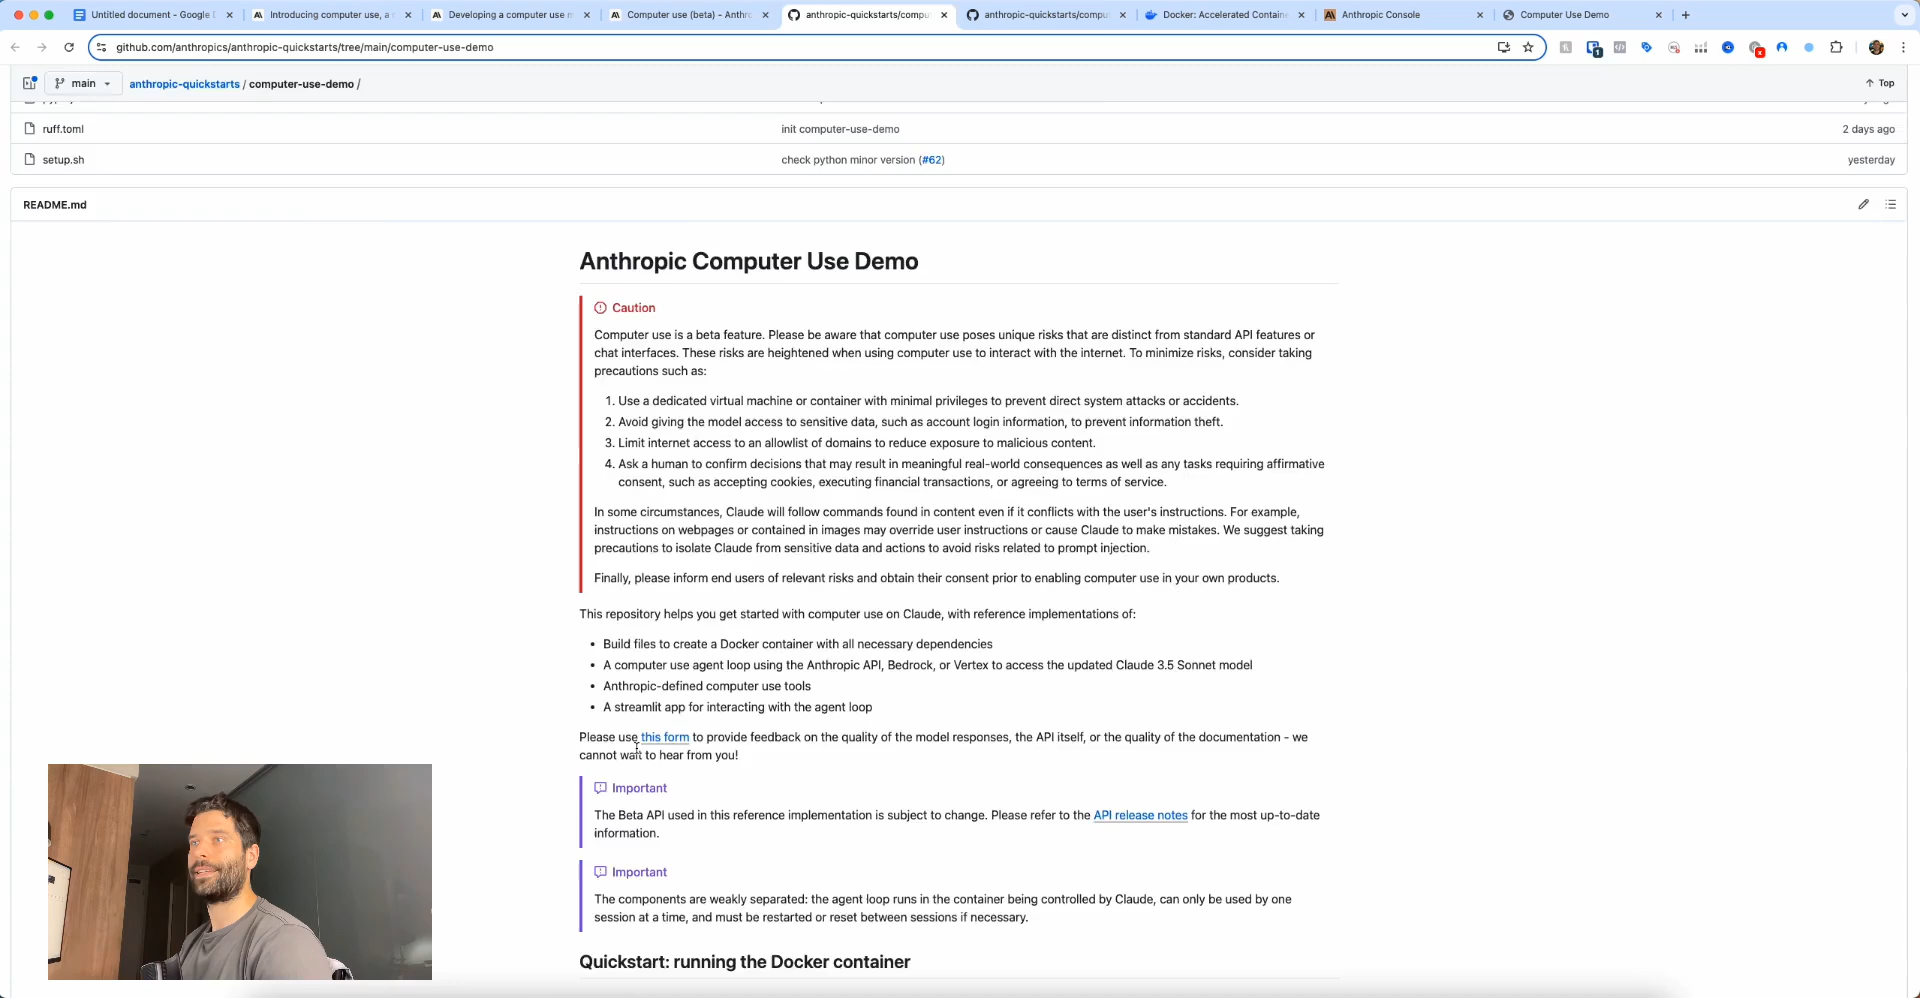 Untitled document - Google D
Introducing computer use, a
Developing a computer use m
Computer use (beta) - Anthro
anthropic-quickstarts/compu
anthropic-quickstarts/compu
Docker: Accelerated Containe
Anthropic Console
Computer Use Demo
github.com/anthropics/anthropic-quickstarts/tree/main/computer-use-demo
main
anthropic-quickstarts / computer-use-demo /
Top
ruff.toml init computer-use-demo 2 days ago
setup.sh check python minor version (#62) yesterday
README.md
Anthropic Computer Use Demo
Caution
Computer use is a beta feature. Please be aware that computer use poses unique risks that are distinct from standard API features or
chat interfaces. These risks are heightened when using computer use to interact with the internet. To minimize risks, consider taking
precautions such as:
1. Use a dedicated virtual machine or container with minimal privileges to prevent direct system attacks or accidents.
2. Avoid giving the model access to sensitive data, such as account login information, to prevent information theft.
3. Limit internet access to an allowlist of domains to reduce exposure to malicious content.
4. Ask a human to confirm decisions that may result in meaningful real-world consequences as well as any tasks requiring affirmative
consent, such as accepting cookies, executing financial transactions, or agreeing to terms of service.
In some circumstances, Claude will follow commands found in content even if it conflicts with the user's instructions. For example,
instructions on webpages or contained in images may override user instructions or cause Claude to make mistakes. We suggest taking
precautions to isolate Claude from sensitive data and actions to avoid risks related to prompt injection.
Finally, please inform end users of relevant risks and obtain their consent prior to enabling computer use in your own products.
This repository helps you get started with computer use on Claude, with reference implementations of:
• Build files to create a Docker container with all necessary dependencies
• A computer use agent loop using the Anthropic API, Bedrock, or Vertex to access the updated Claude 3.5 Sonnet model
• Anthropic-defined computer use tools
• A streamlit app for interacting with the agent loop
Please use this form to provide feedback on the quality of the model responses, the API itself, or the quality of the documentation - we
cannot wait to hear from you!
Important
The Beta API used in this reference implementation is subject to change. Please refer to the API release notes for the most up-to-date
information.
Important
The components are weakly separated: the agent loop runs in the container being controlled by Claude, can only be used by one
session at a time, and must be restarted or reset between sessions if necessary.
Quickstart: running the Docker container